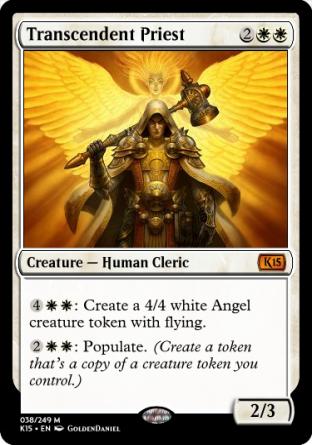 Transcendent Priest 2
Creature — Human Cleric K15
4: Create a 4/4 white Angel
creature token with flying.
2: Populate. (Create a token
that's a copy of a creature token you
control.)
2/3
038/249 M
K15 • EN GoldenDaniel